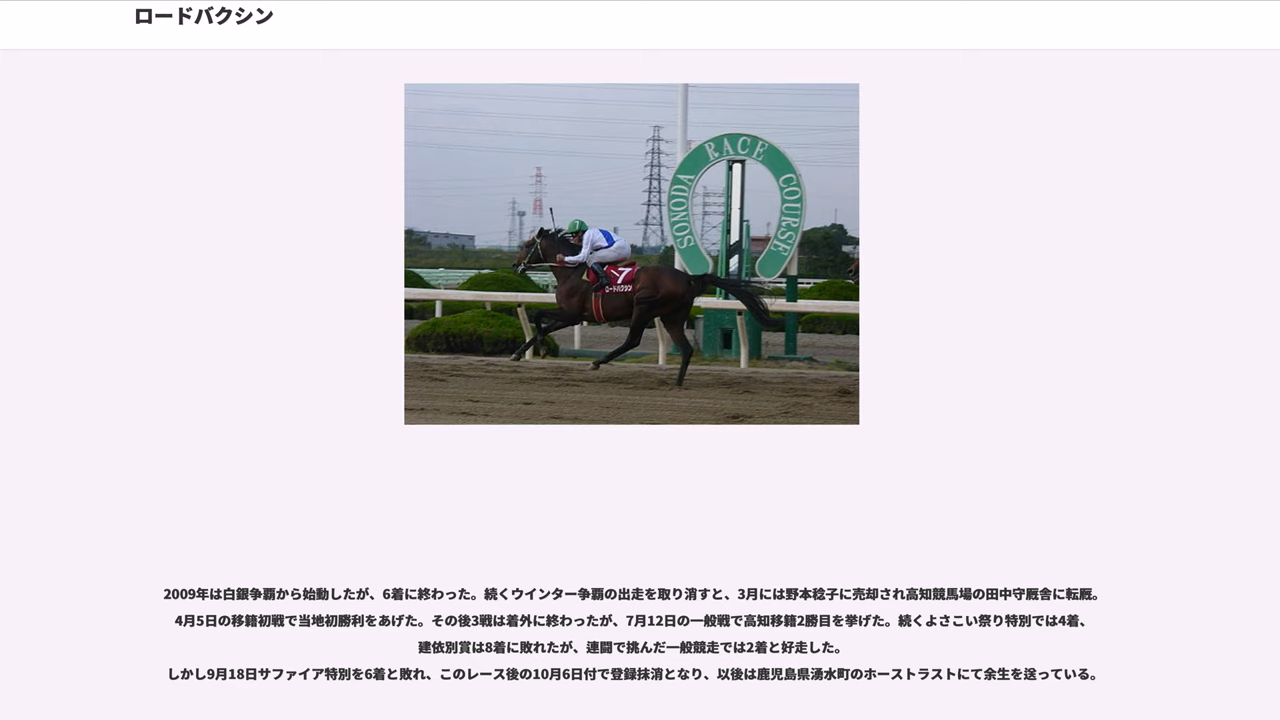 ロードバクシン
SONODA RACE COURSE
7
7
ロードバクシン
2009年は白銀争覇から始動したが、6着に終わった。続くウインター争覇の出走を取り消すと、3月には野本稔子に売却され高知競馬場の田中守厩舎に転厩。
4月5日の移籍初戦で当地初勝利をあげた。その後3戦は着外に終わったが、7月12日の一般戦で高知移籍2勝目を挙げた。続くよさこい祭り特別では4着、
建依別賞は8着に敗れたが、連闘で挑んだ一般競走では2着と好走した。
しかし9月18日サファイア特別を6着と敗れ、このレース後の10月6日付で登録抹消となり、以後は鹿児島県湧水町のホーストラストにて余生を送っている。